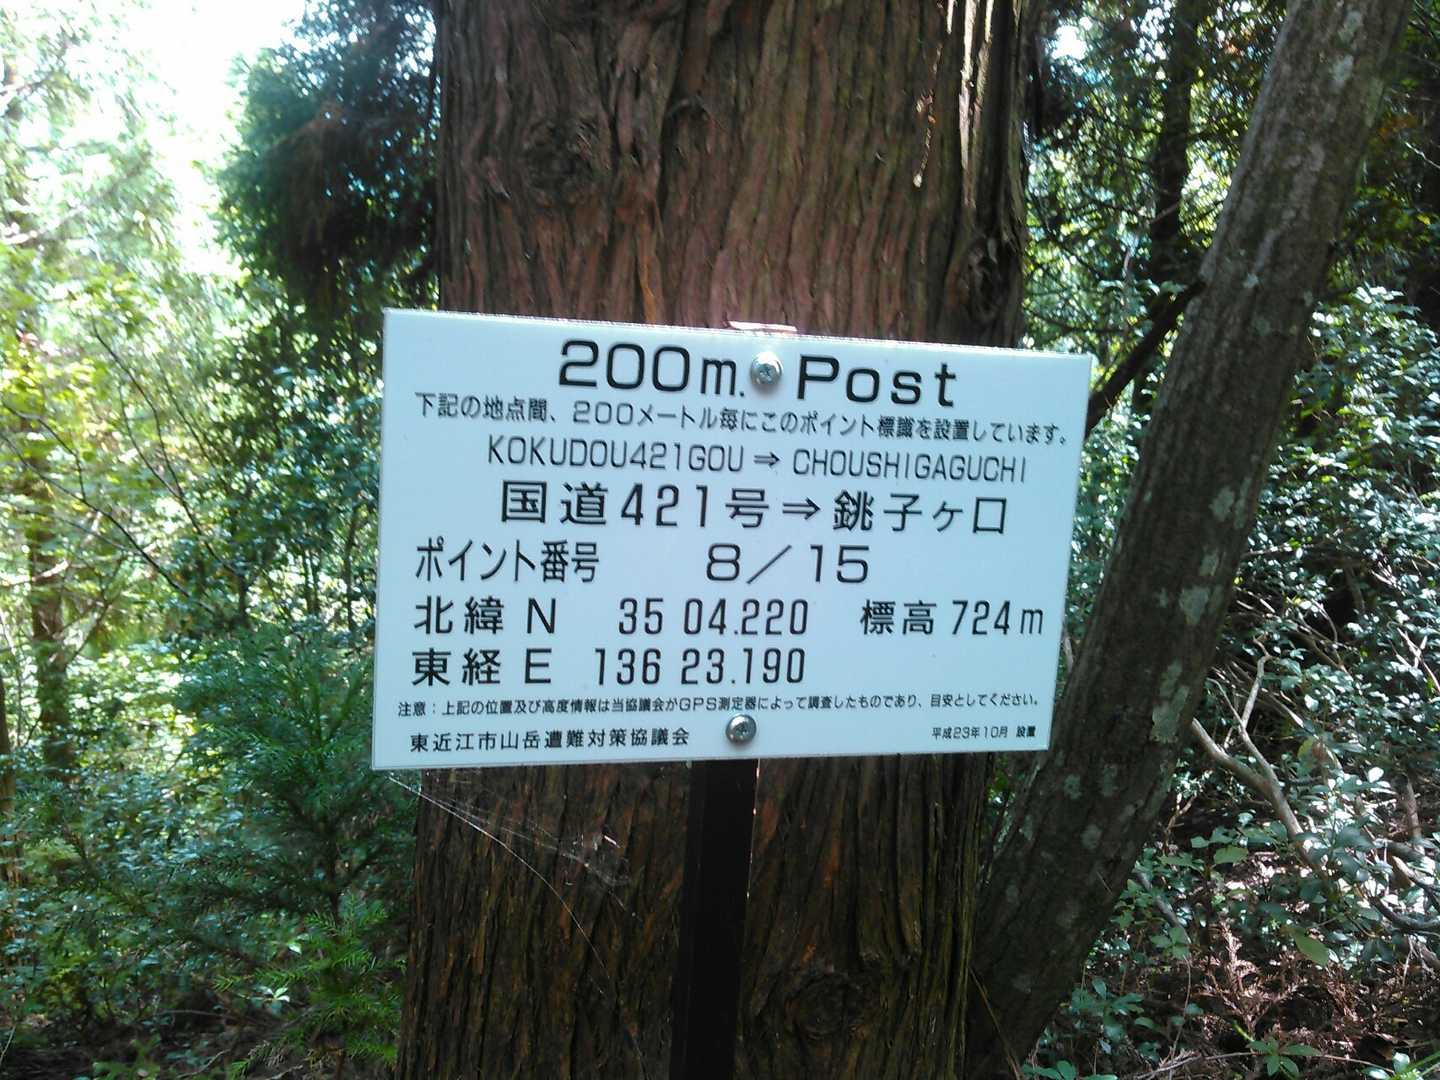 200m. Post
下記の地点間、200メートル毎にこのポイント標識を設置しています。
KOKUDOU421GOU ⇒ CHOUSHIGAGUCHI
国道421号⇒銚子ヶ口
ポイント番号 8／15
北緯 N 35 04.220 標高 724m
東経 E 136 23.190
注意：上記の位置及び高度情報は当協議会がGPS測定器によって調査したものであり、目安としてください。
東近江市山岳遭難対策協議会 平成23年10月 設置